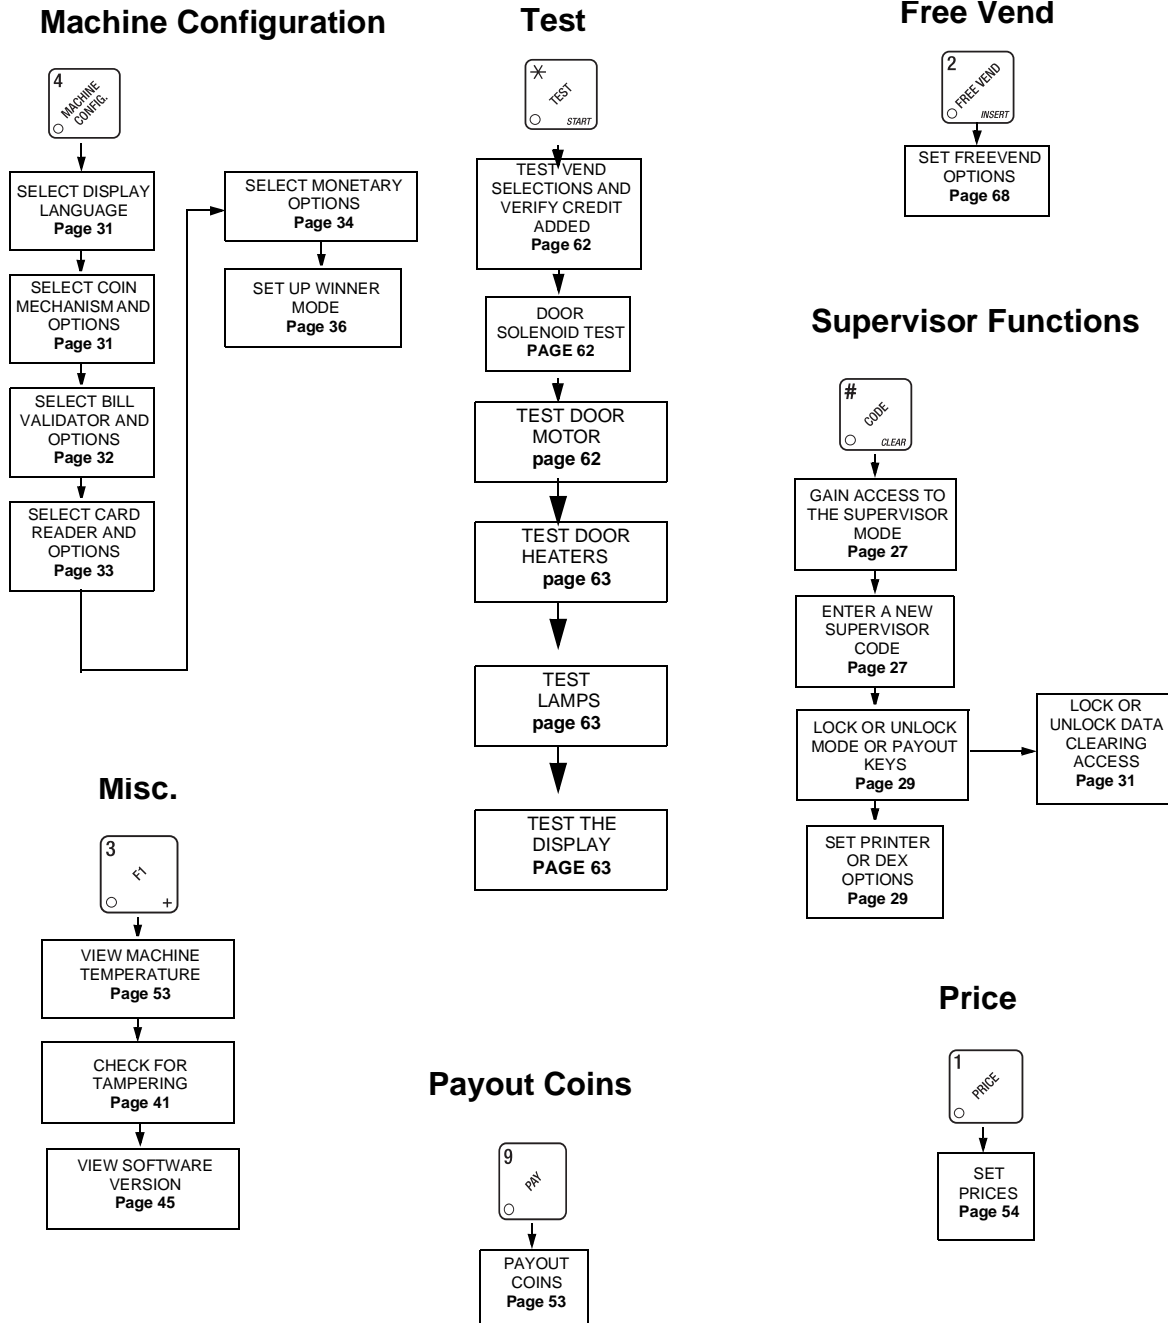 Machine Configuration
4
MACHINE
CONFIG.
SELECT DISPLAY
LANGUAGE
Page 31
SELECT COIN
MECHANISM AND
OPTIONS
Page 31
SELECT BILL
VALIDATOR AND
OPTIONS
Page 32
SELECT CARD
READER AND
OPTIONS
Page 33
SELECT MONETARY
OPTIONS
Page 34
SET UP WINNER
MODE
Page 36
Test
*
TEST
START
TEST VEND
SELECTIONS AND
VERIFY CREDIT
ADDED
Page 62
DOOR
SOLENOID TEST
PAGE 62
TEST DOOR
MOTOR
page 62
TEST DOOR
HEATERS
page 63
TEST
LAMPS
page 63
TEST THE
DISPLAY
PAGE 63
Free Vend
2
FREE VEND
INSERT
SET FREEVEND
OPTIONS
Page 68
Supervisor Functions
#
CODE
CLEAR
GAIN ACCESS TO
THE SUPERVISOR
MODE
Page 27
ENTER A NEW
SUPERVISOR
CODE
Page 27
LOCK OR UNLOCK
MODE OR PAYOUT
KEYS
Page 29
LOCK OR
UNLOCK DATA
CLEARING
ACCESS
Page 31
SET PRINTER
OR DEX
OPTIONS
Page 29
Misc.
3
F1
+
VIEW MACHINE
TEMPERATURE
Page 53
CHECK FOR
TAMPERING
Page 41
VIEW SOFTWARE
VERSION
Page 45
Payout Coins
9
PAY
PAYOUT
COINS
Page 53
Price
1
PRICE
SET
PRICES
Page 54